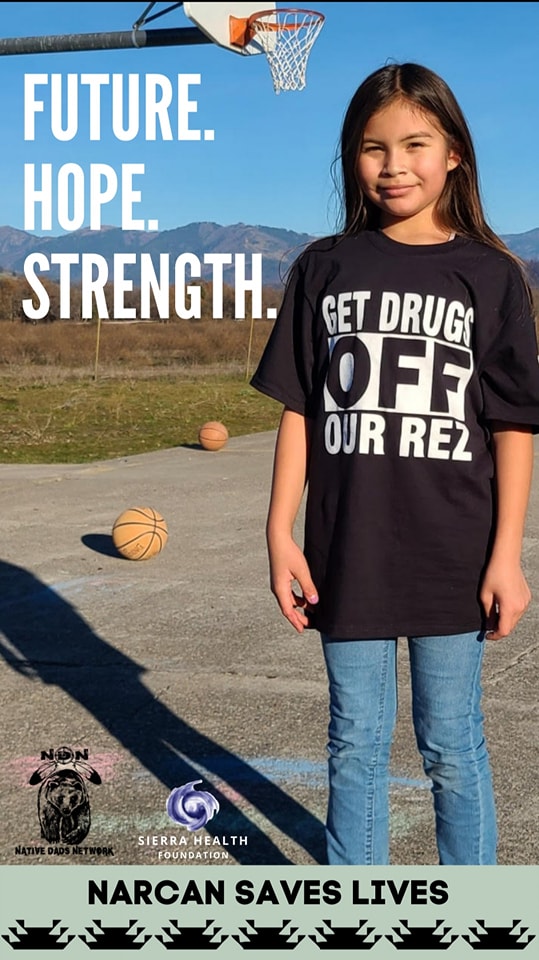 FUTURE.
HOPE.
STRENGTH.
GET DRUGS
OFF
OUR REZ
NDN
NATIVE DADS NETWORK
SIERRA HEALTH
FOUNDATION
NARCAN SAVES LIVES